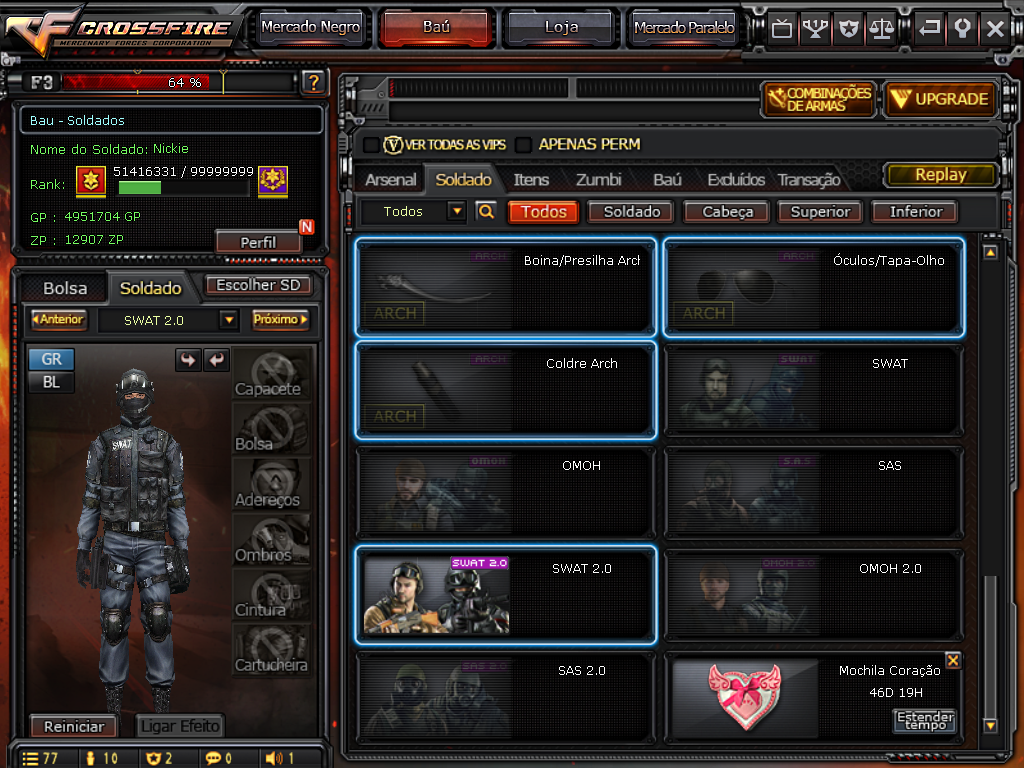 CROSSFIRE
MERCENARY FORCES CORPORATION
Mercado Negro
Baú
Loja
Mercado Paralelo
F3
64 %
?
Bau - Soldados
Nome do Soldado: Nickie
Rank:
51416331 / 99999999
GP : 4951704 GP
ZP : 12907 ZP
Perfil
N
COMBINAÇÕES
DE ARMAS
UPGRADE
VER TODAS AS VIPS
APENAS PERM
Arsenal
Soldado
Itens
Zumbi
Baú
Excluídos
Transação
Replay
Todos
Todos
Soldado
Cabeça
Superior
Inferior
Bolsa
Soldado
Escolher SD
Anterior
SWAT 2.0
Próximo
GR
BL
SWAT
Capacete
Bolsa
Adereços
Ombros
Cintura
Cartucheira
Reiniciar
Ligar Efeito
77
10
2
0
1
ARCH
Boina/Presilha Arch
ARCH
ARCH
Óculos/Tapa-Olho
ARCH
ARCH
Coldre Arch
ARCH
SWAT
SWAT
OMOH
OMOH
S.A.S
SAS
SWAT 2.0
SWAT 2.0
OMOH 2.0
OMOH 2.0
SAS 2.0
SAS 2.0
Mochila Coração
46D 19H
Estender
tempo